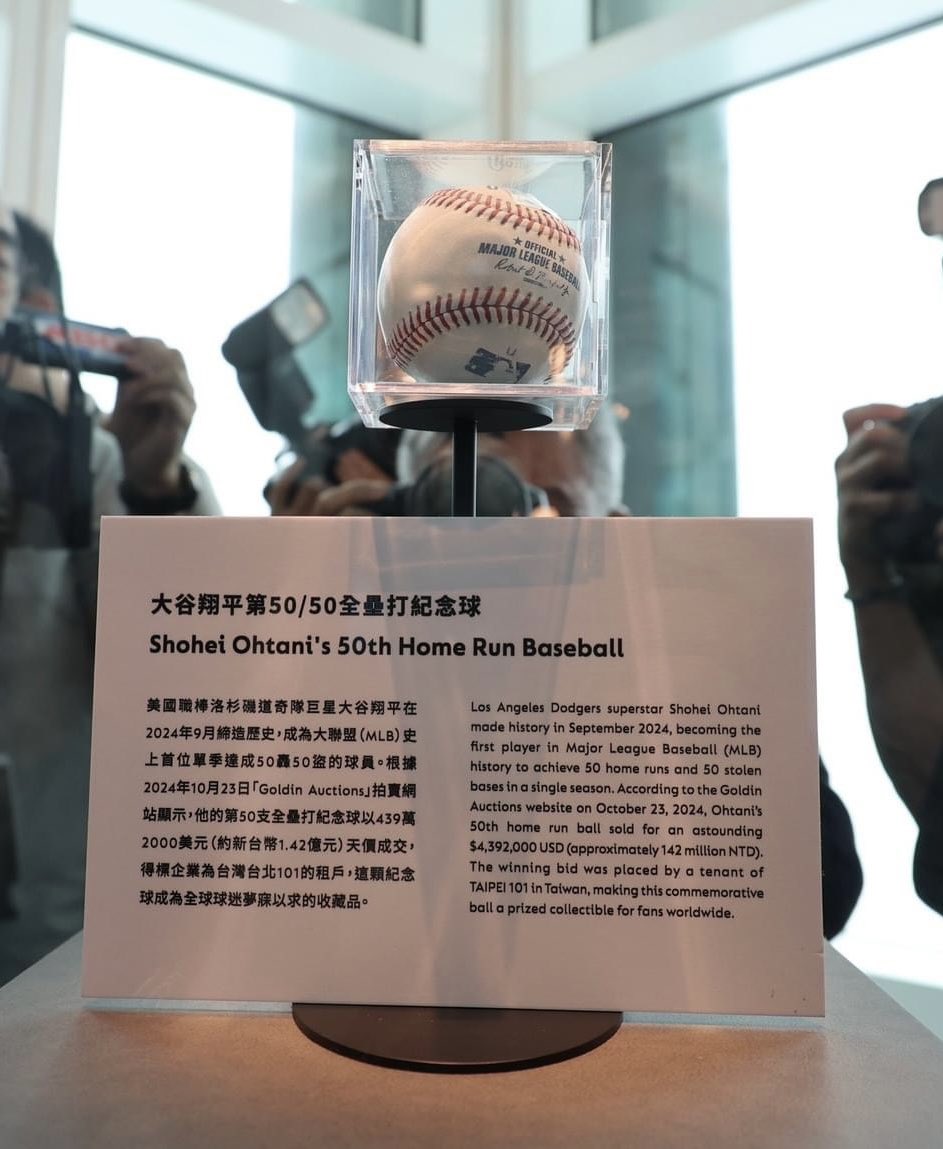 ★ OFFICIAL ★
MAJOR LEAGUE BASEBALL
大谷翔平第50/50全壘打紀念球
Shohei Ohtani's 50th Home Run Baseball
美國職棒洛杉磯道奇隊巨星大谷翔平在
2024年9月締造歷史，成為大聯盟（MLB）史
上首位單季達成50轟50盜的球員。根據
2024年10月23日「Goldin Auctions」拍賣網
站顯示，他的第50支全壘打紀念球以439萬
2000美元（約新台幣1.42億元）天價成交，
得標企業為台灣台北101的租戶，這顆紀念
球成為全球球迷夢寐以求的收藏品。
Los Angeles Dodgers superstar Shohei Ohtani
made history in September 2024, becoming the
first player in Major League Baseball (MLB)
history to achieve 50 home runs and 50 stolen
bases in a single season. According to the Goldin
Auctions website on October 23, 2024, Ohtani's
50th home run ball sold for an astounding
$4,392,000 USD (approximately 142 million NTD).
The winning bid was placed by a tenant of
TAIPEI 101 in Taiwan, making this commemorative
ball a prized collectible for fans worldwide.